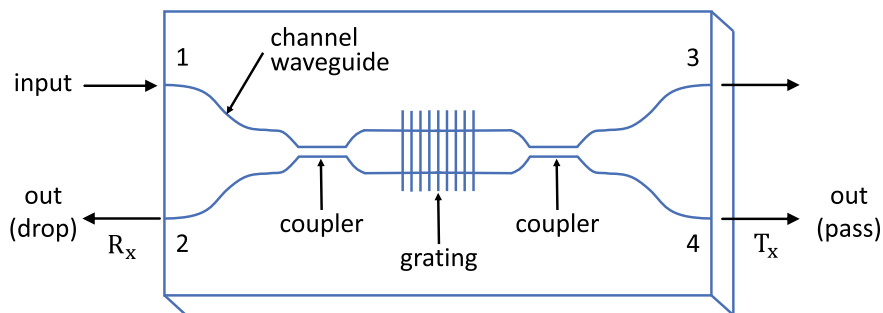 1
channel
waveguide
3
input
out
(drop)
Rₓ
2
coupler
grating
coupler
4
Tₓ
out
(pass)